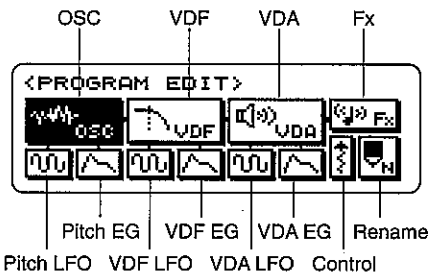 OSC VDF VDA Fx
<PROGRAM EDIT>
OSC VDF VDA Fx
N
Pitch EG VDF EG VDA EG Rename
Pitch LFO VDF LFO VDA LFO Control